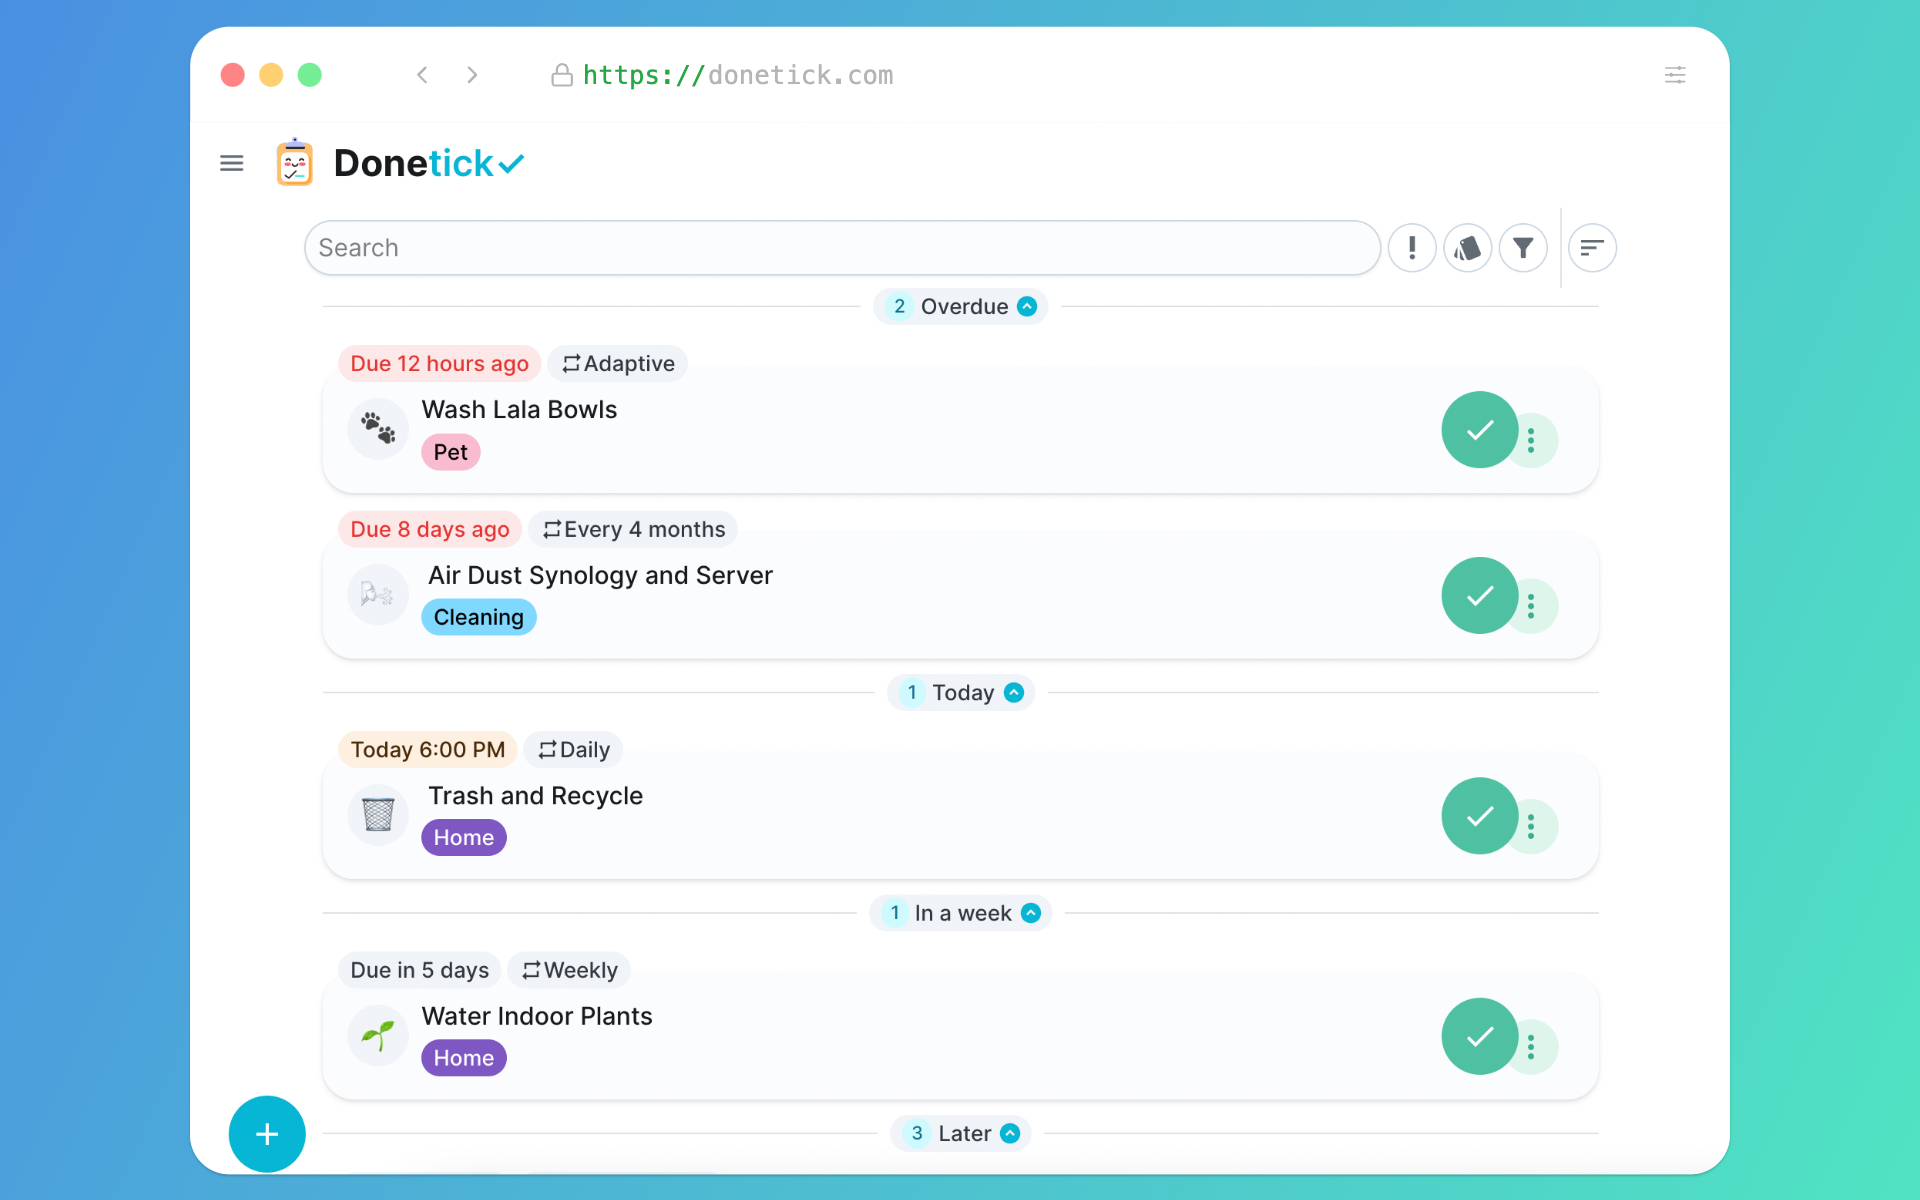 https://donetick.com
Donetick
Search
2 Overdue
Due 12 hours ago Adaptive
Wash Lala Bowls
Pet
Due 8 days ago Every 4 months
Air Dust Synology and Server
Cleaning
1 Today
Today 6:00 PM Daily
Trash and Recycle
Home
1 In a week
Due in 5 days Weekly
Water Indoor Plants
Home
3 Later